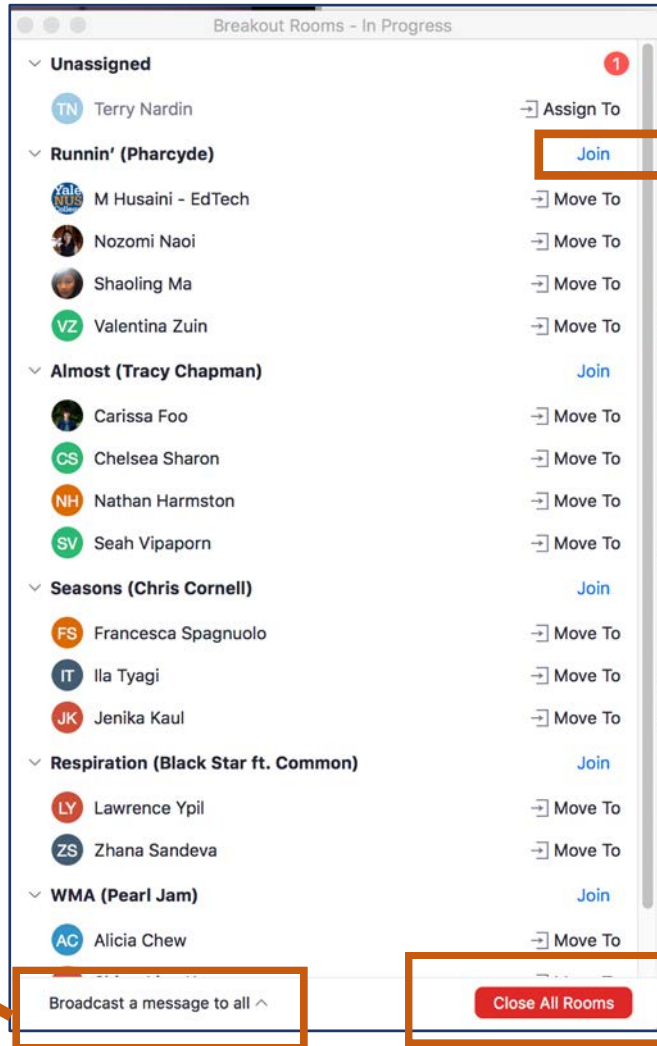 Breakout Rooms - In Progress
Unassigned 1
TN Terry Nardin Assign To
Runnin' (Pharcyde) Join
Yale NUS College M Husaini - EdTech Move To
Nozomi Naoi Move To
Shaoling Ma Move To
VZ Valentina Zuin Move To
Almost (Tracy Chapman) Join
Carissa Foo Move To
CS Chelsea Sharon Move To
NH Nathan Harmston Move To
SV Seah Vipaporn Move To
Seasons (Chris Cornell) Join
FS Francesca Spagnuolo Move To
IT Ila Tyagi Move To
JK Jenika Kaul Move To
Respiration (Black Star ft. Common) Join
LY Lawrence Ypil Move To
ZS Zhana Sandeva Move To
WMA (Pearl Jam) Join
AC Alicia Chew Move To
Broadcast a message to all Close All Rooms